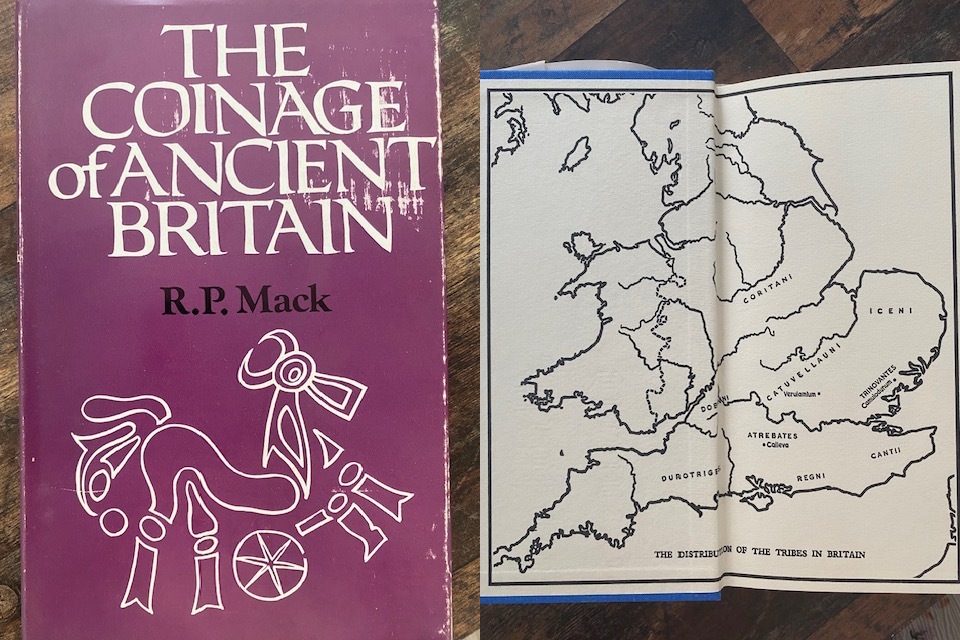 THE
COINAGE
of ANCIENT
BRITAIN
R.P. Mack
CORITANI
ICENI
CATUVELLAUNI
Verulamium
TRINOVANTES
Camulodunum
ATREBATES
Calleva
CANTII
REGNI
DUROTRIGES
THE DISTRIBUTION OF THE TRIBES IN BRITAIN